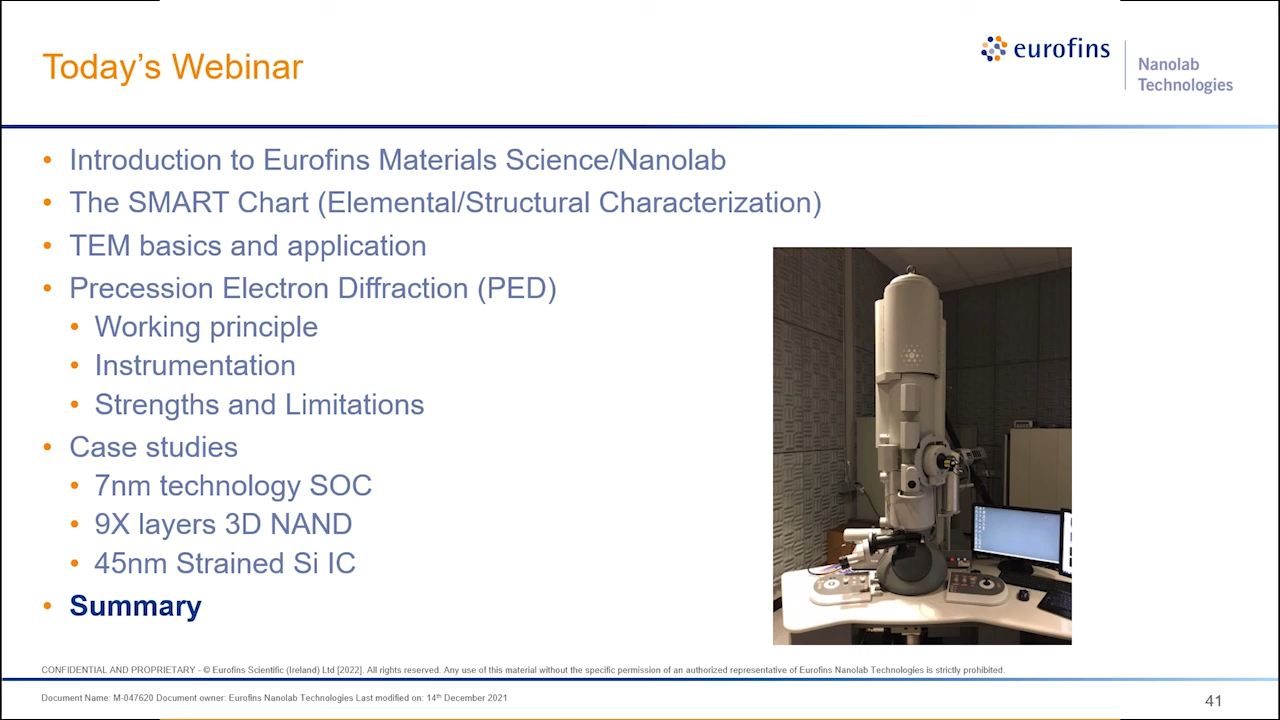 Today's Webinar
eurofins
Nanolab
Technologies
• Introduction to Eurofins Materials Science/Nanolab
• The SMART Chart (Elemental/Structural Characterization)
• TEM basics and application
• Precession Electron Diffraction (PED)
• Working principle
• Instrumentation
• Strengths and Limitations
• Case studies
• 7nm technology SOC
• 9X layers 3D NAND
• 45nm Strained Si IC
• Summary
CONFIDENTIAL AND PROPRIETARY - © Eurofins Scientific (Ireland) Ltd [2022]. All rights reserved. Any use of this material without the specific permission of an authorized representative of Eurofins Nanolab Technologies is strictly prohibited.
Document Name: M-047620 Document owner: Eurofins Nanolab Technologies Last modified on: 14th December 2021
41